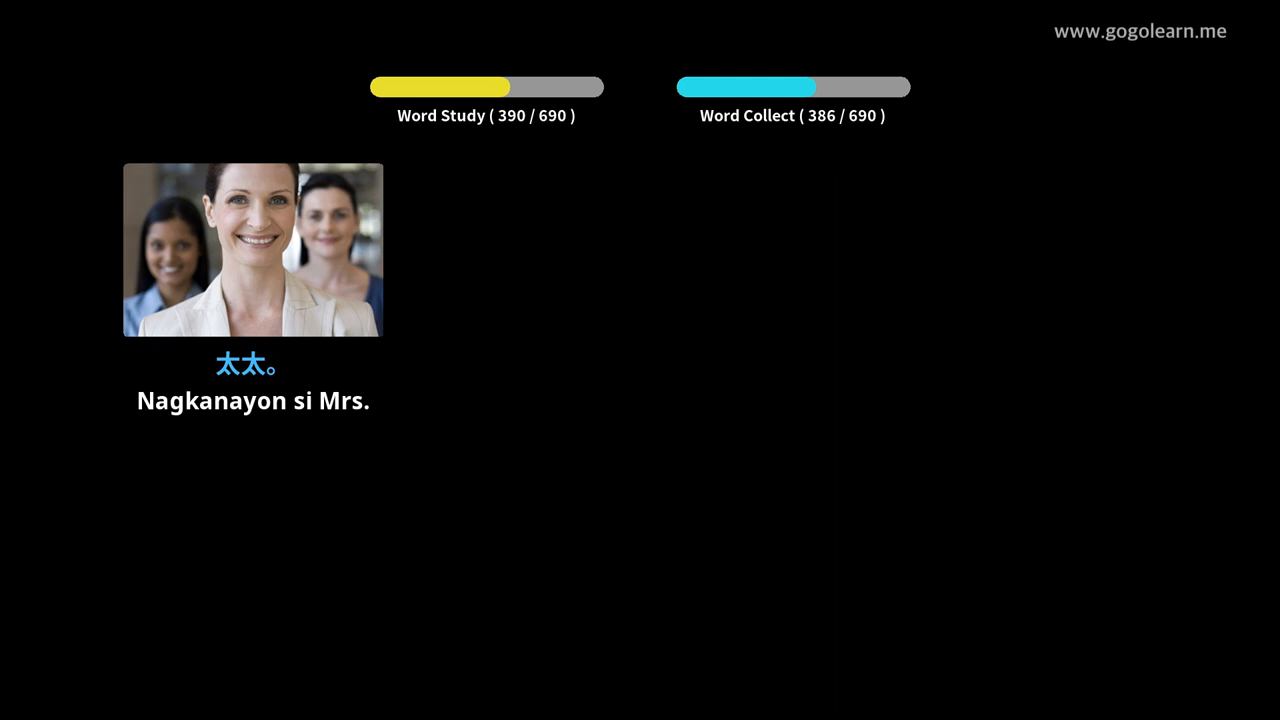 www.gogolearn.me
Word Study ( 390 / 690 )
Word Collect ( 386 / 690 )
太太。
Nagkanayon si Mrs.